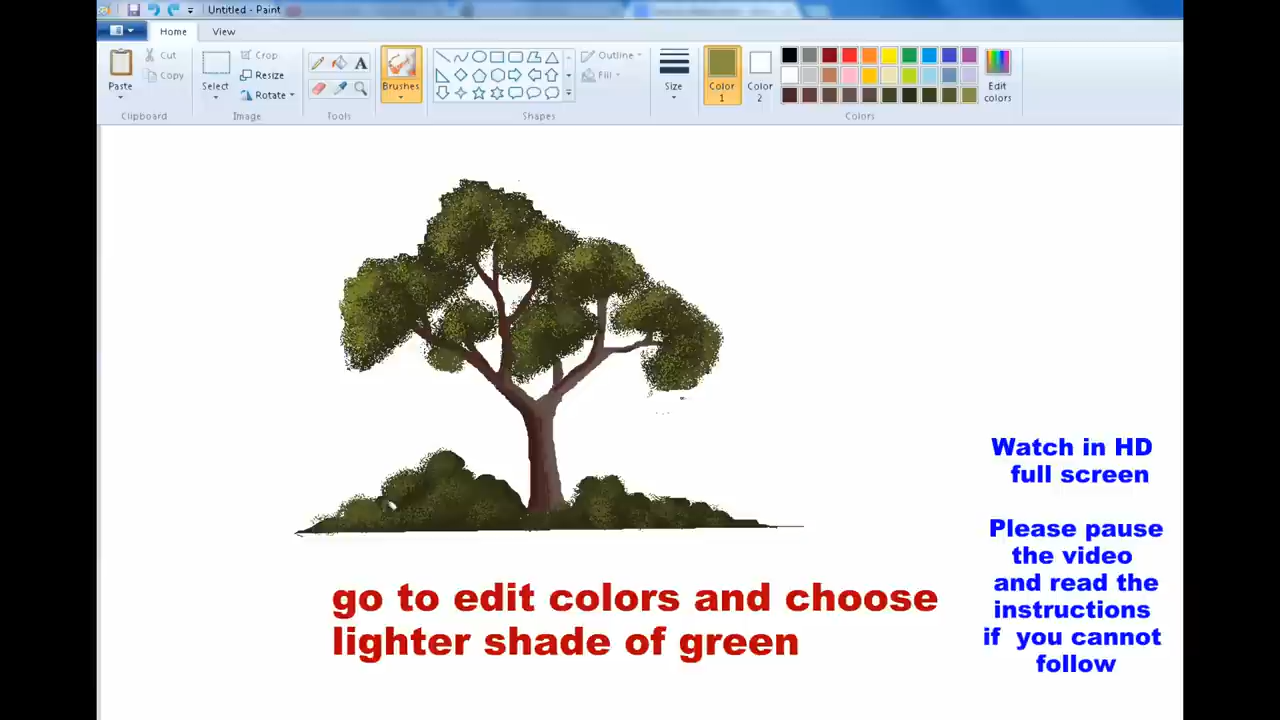 Untitled - Paint
Home
View
Paste
Cut
Copy
Clipboard
Select
Crop
Resize
Rotate
Image
A
Tools
Brushes
Outline
Fill
Shapes
Size
Color
1
Color
2
Edit
colors
Colors
Watch in HD
full screen
Please pause
the video
and read the
instructions
if you cannot
follow
go to edit colors and choose
lighter shade of green